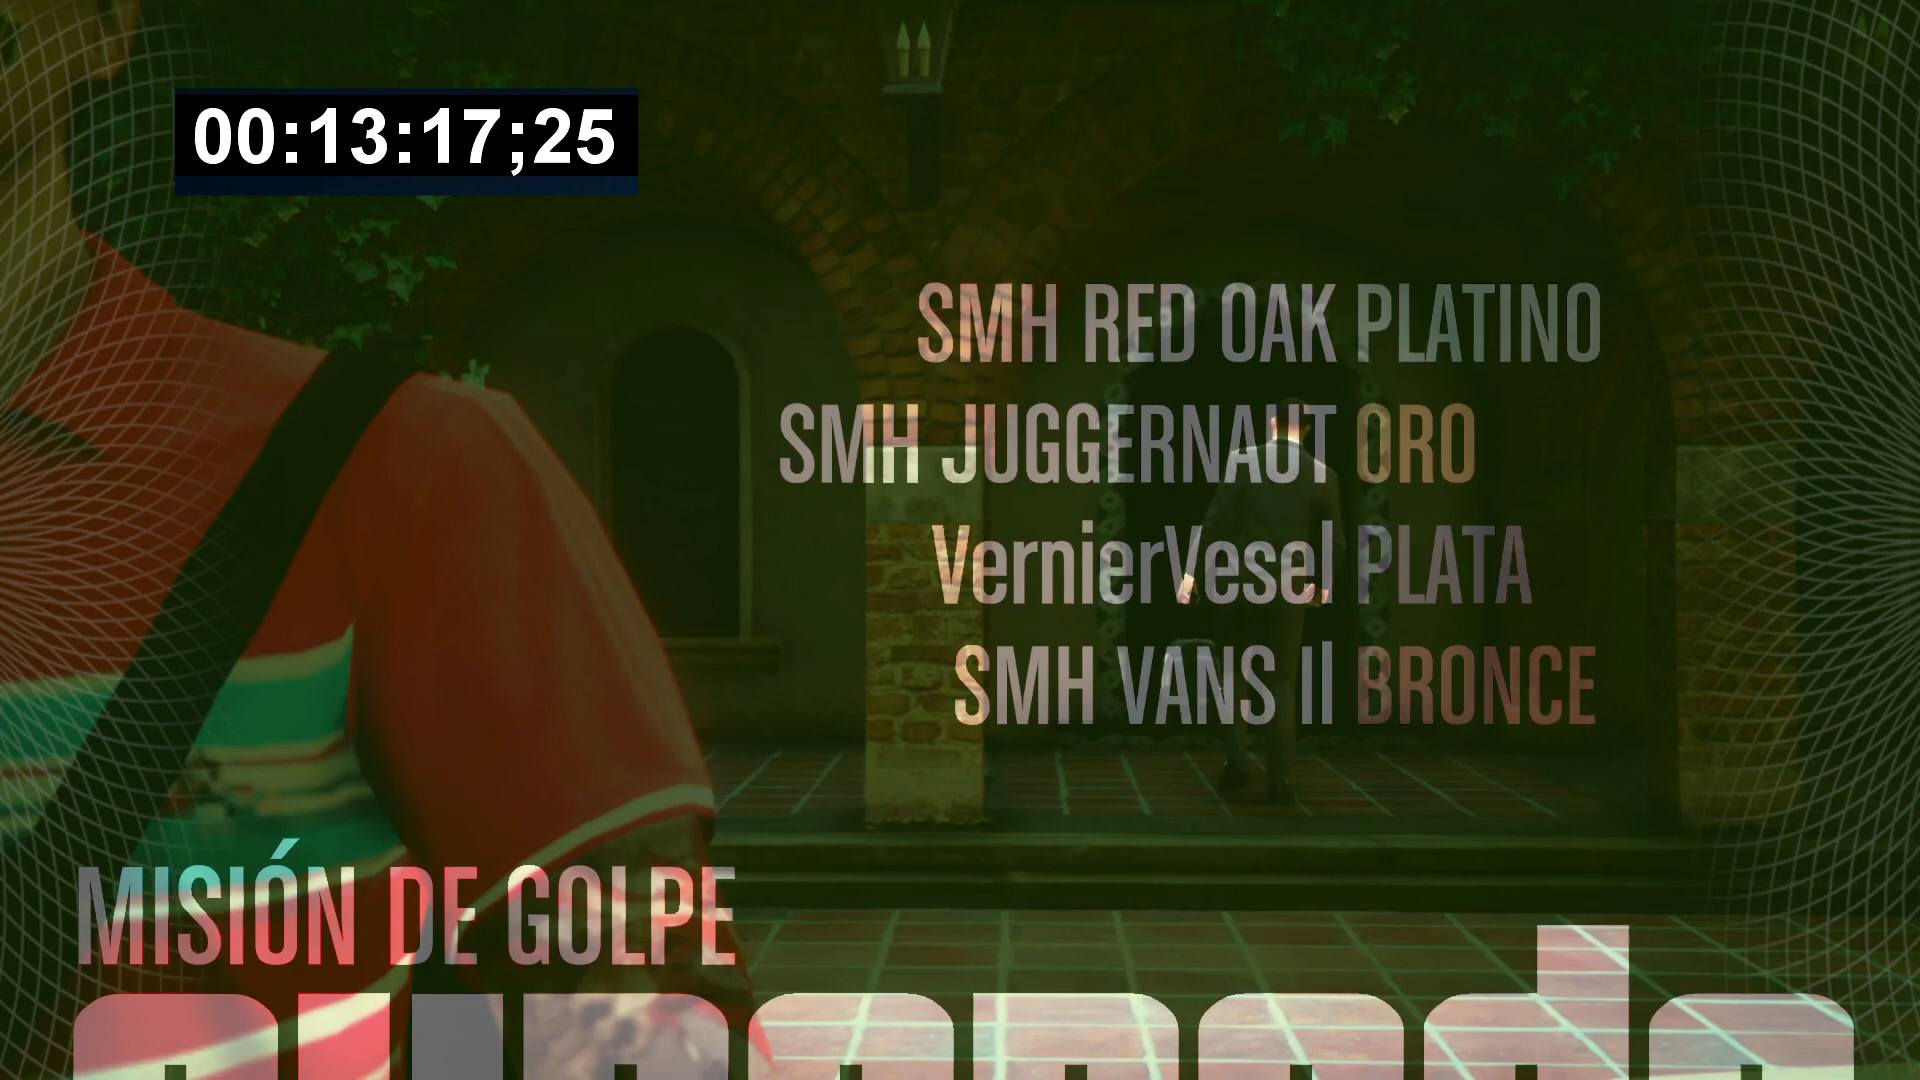 00:13:17;25
SMH RED OAK PLATINO
SMH JUGGERNAUT ORO
VernierVesel PLATA
SMH VANS II BRONCE
MISIÓN DE GOLPE
superada